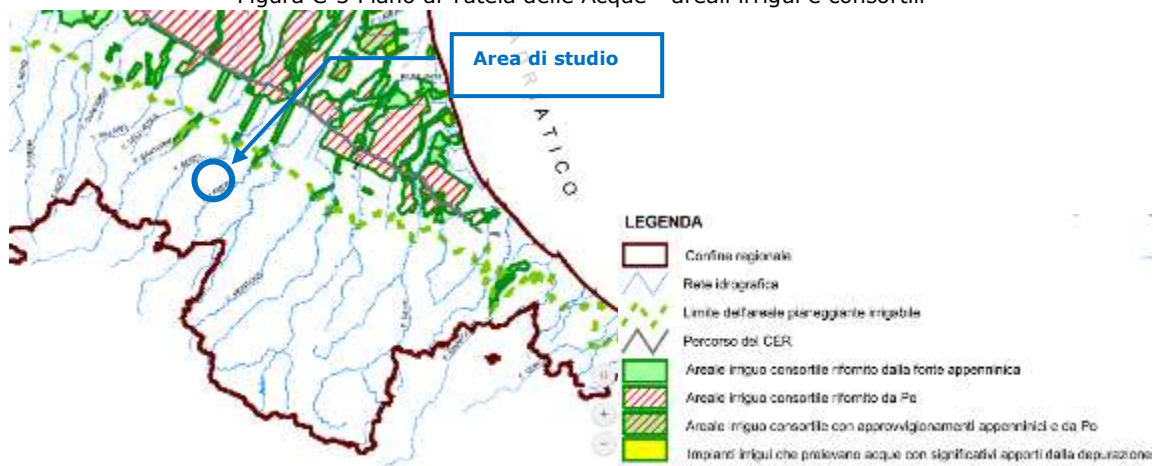 Figura C-3 Piano di Tutela delle Acque - areali irrigui e consortili
Area di studio
ADRIATICO
LEGENDA
Confine regionale
Rete idrografica
Limite dell'areale pianeggiante irrigabile
Percorso del CER
Areale irriguo consortile rifornito dalla fonte appenninica
Areale irriguo consortile rifornito da Po
Areale irriguo consortile con approvvigionamenti appenninici e da Po
Impianti irrigui che prelevano acque con significativi apporti dalla depurazione